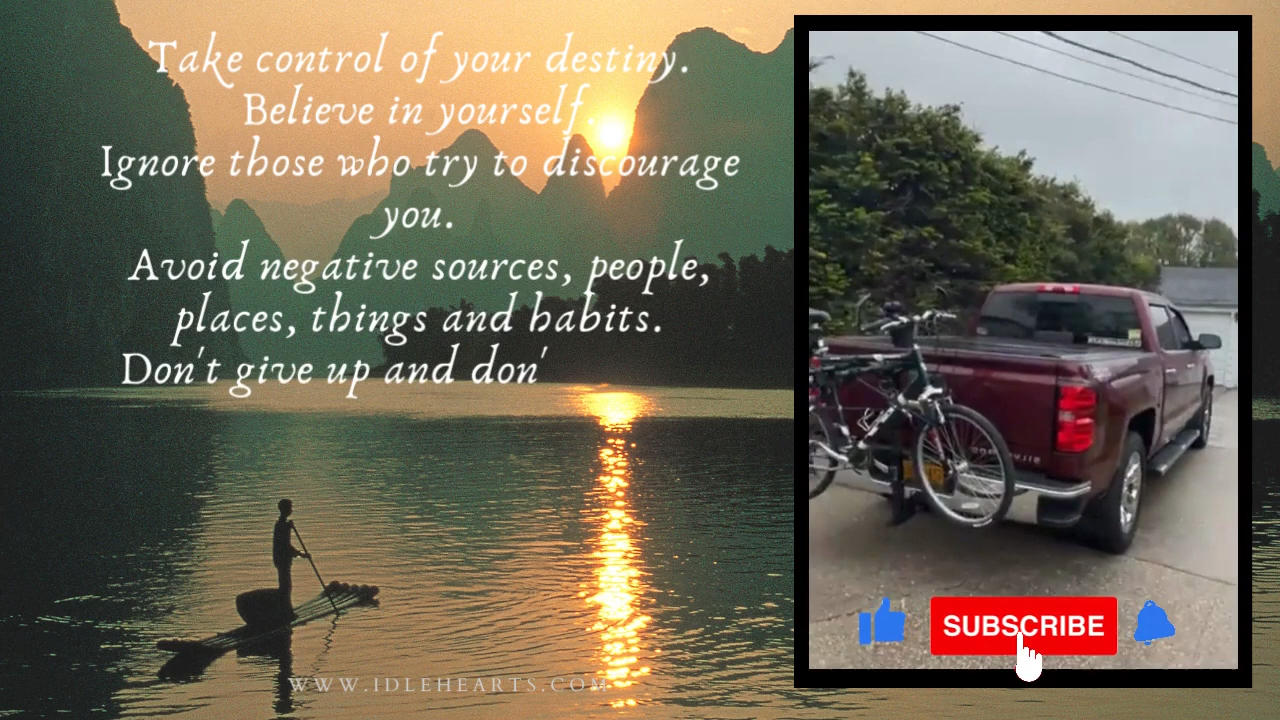 Take control of your destiny.
Believe in yourself.
Ignore those who try to discourage
you.
Avoid negative sources, people,
places, things and habits.
Don't give up and don'
WWW.IDLEHEARTS.COM
SUBSCRIBE